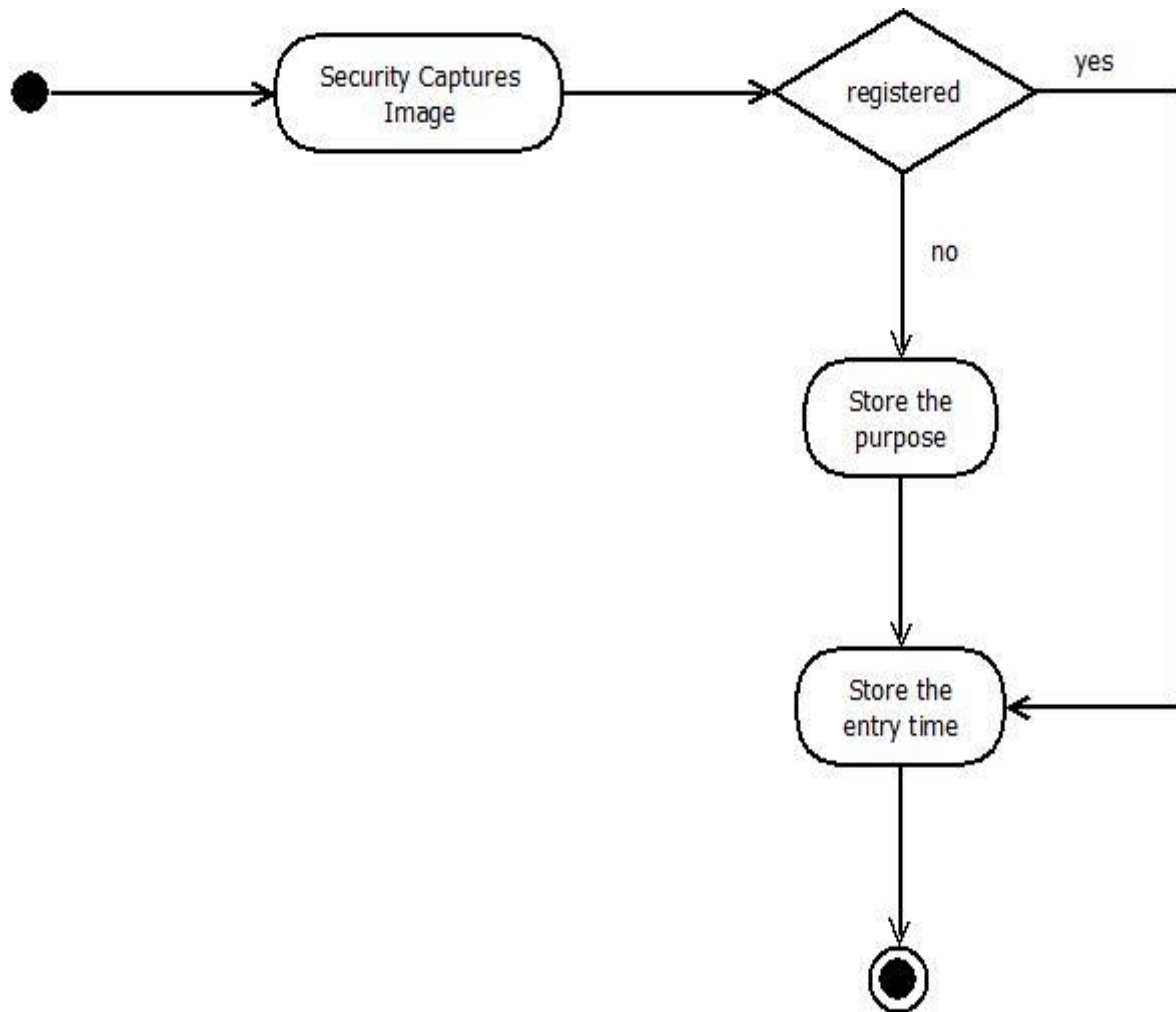 Security Captures
Image
registered
yes
no
Store the
purpose
Store the
entry time